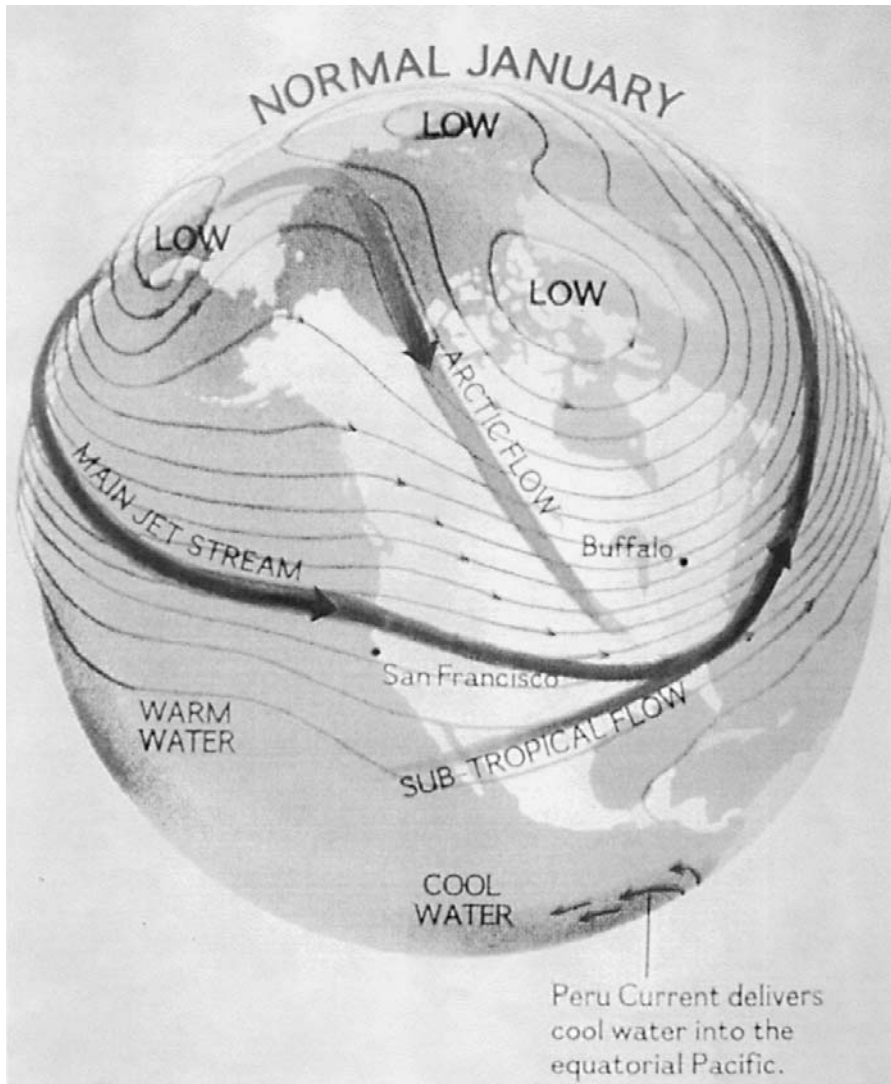 NORMAL JANUARY
LOW
LOW
LOW
ARCTIC FLOW
MAIN JET STREAM
Buffalo
San Francisco
WARM
WATER
SUB-TROPICAL FLOW
COOL
WATER
Peru Current delivers
cool water into the
equatorial Pacific.